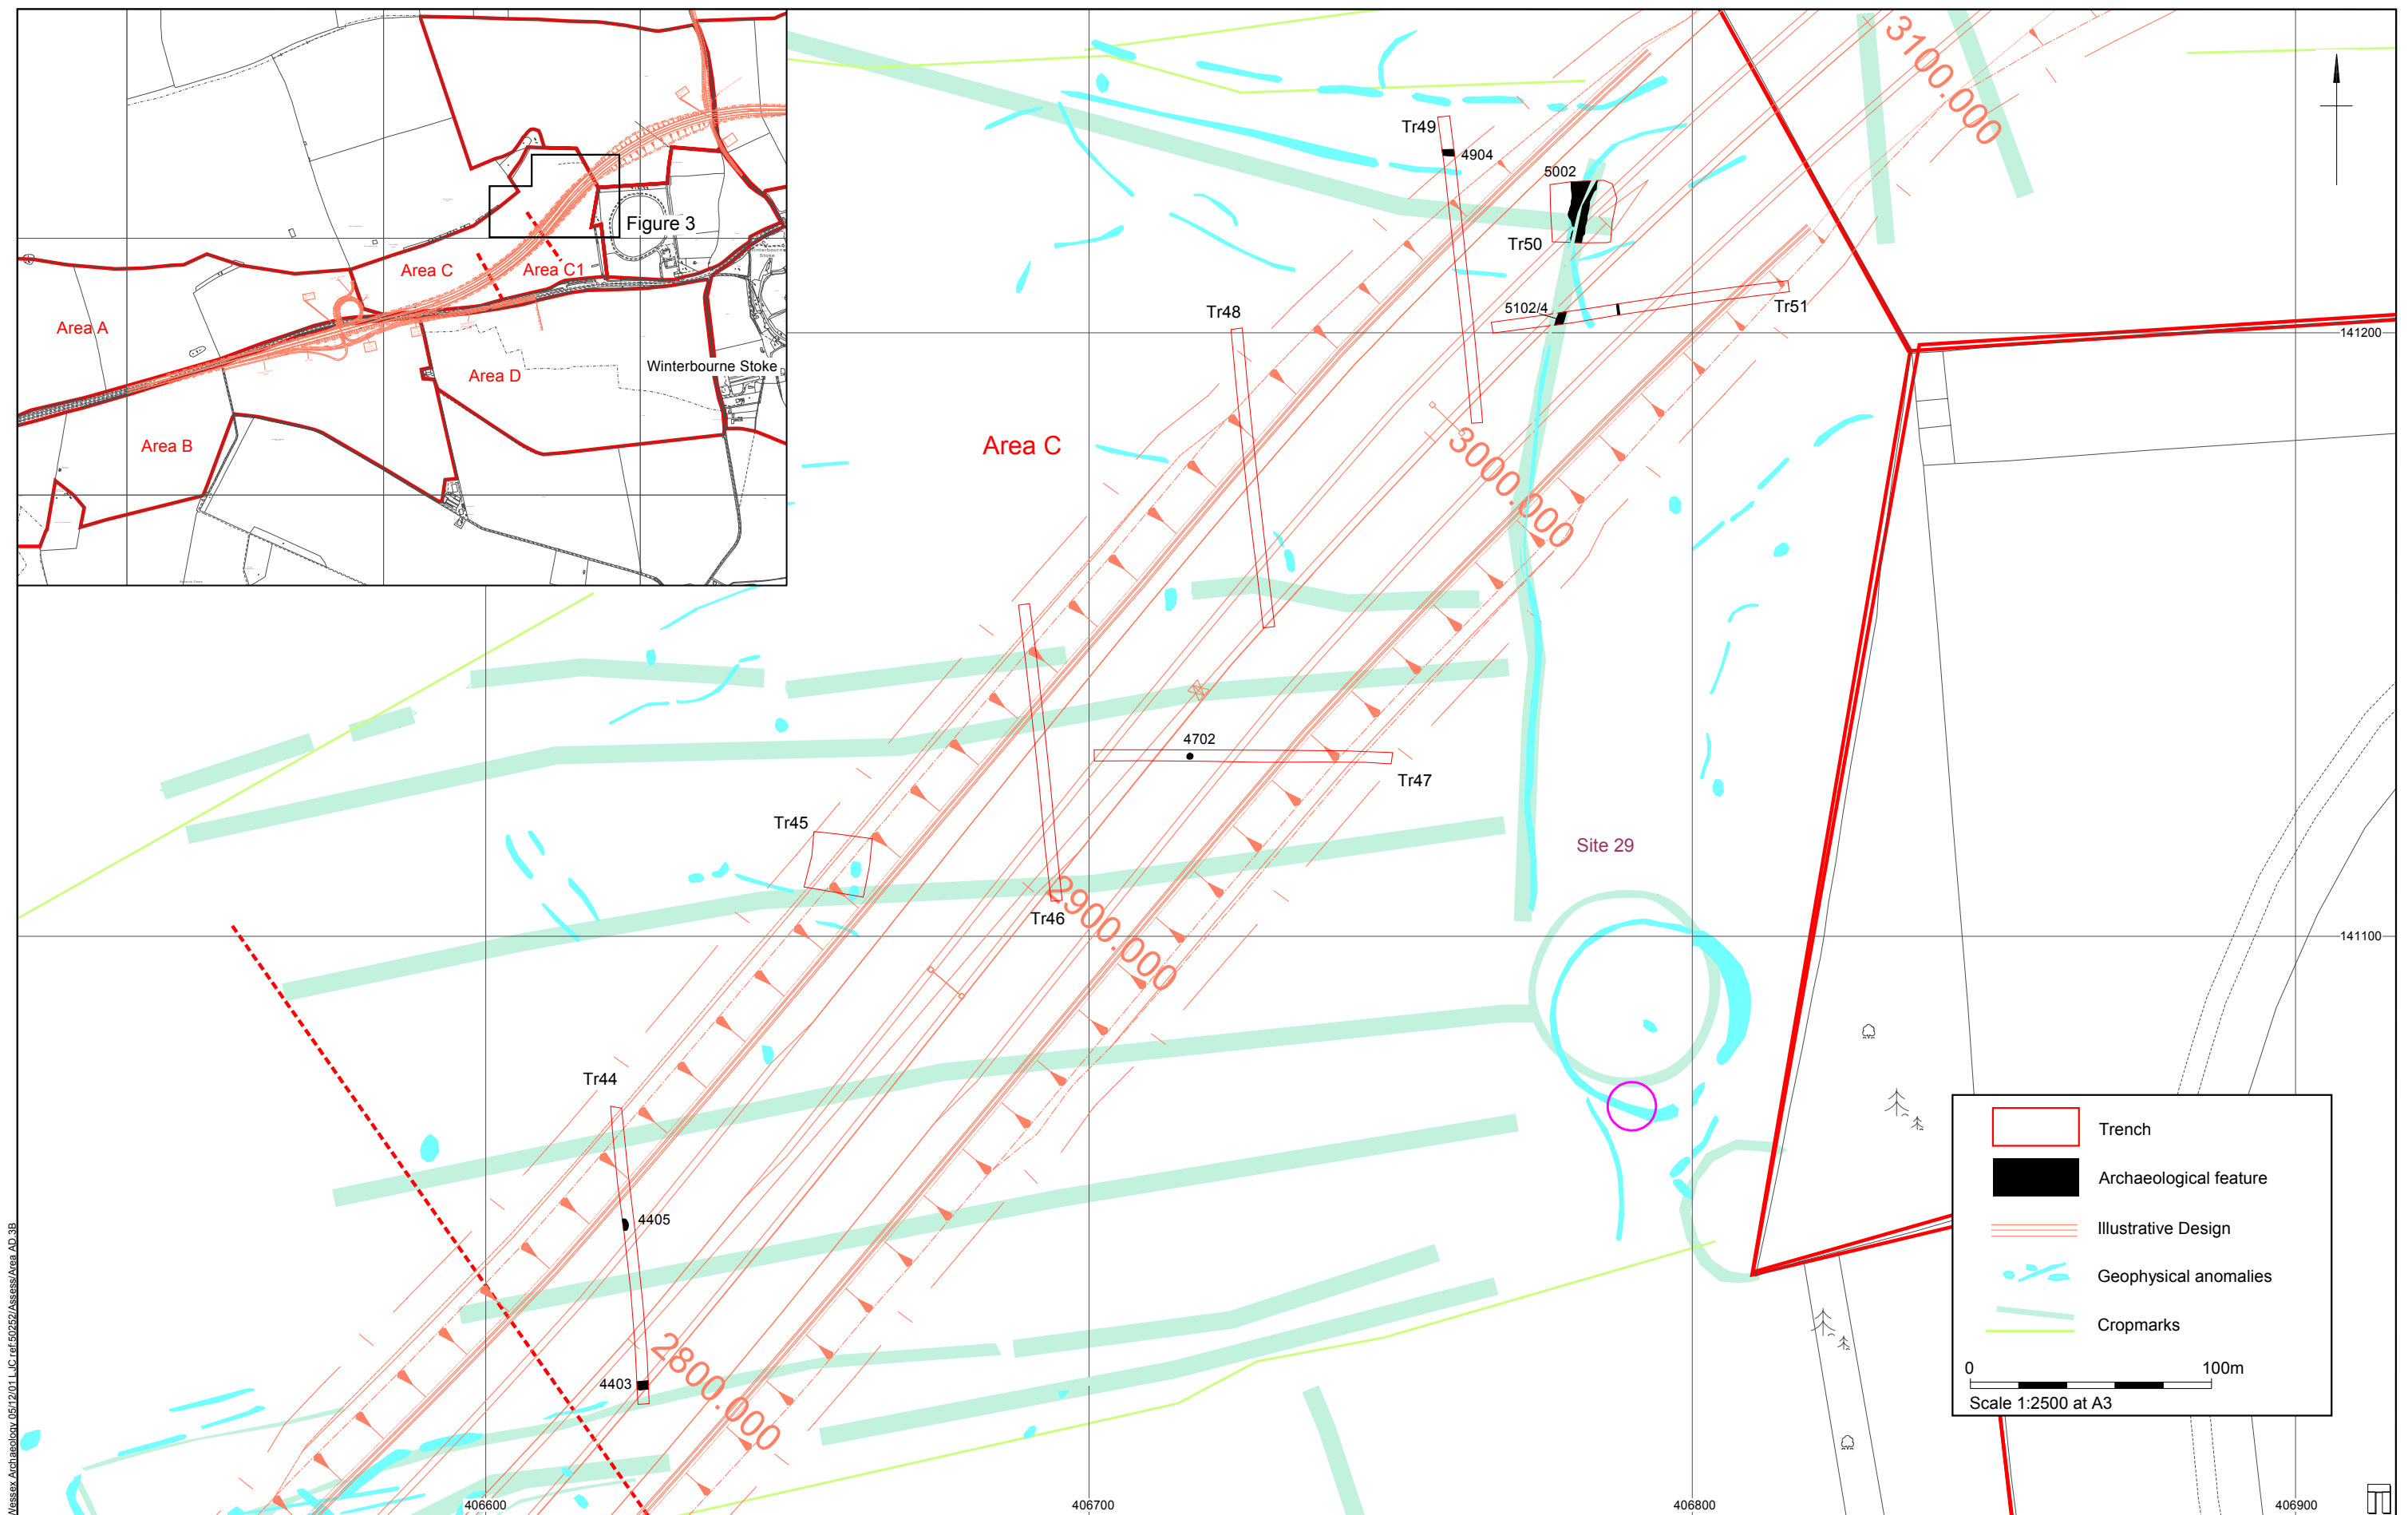 Figure 3
Area C
Area C1
Area A
Area D
Winterbourne Stoke
Area B
3100.000
Tr49
4904
5002
Tr50
Tr48
5102/4
Tr51
141200
Area C
3000.000
4702
Tr47
Tr45
Site 29
Tr46
2900.000
141100
Tr44
4405
4403
2800.000
Trench
Archaeological feature
Illustrative Design
Geophysical anomalies
Cropmarks
0 100m
Scale 1:2500 at A3
406600
406700
406800
406900
Wessex Archaeology 05/12/01 LJC ref:50252/Assess/Area AD.3B